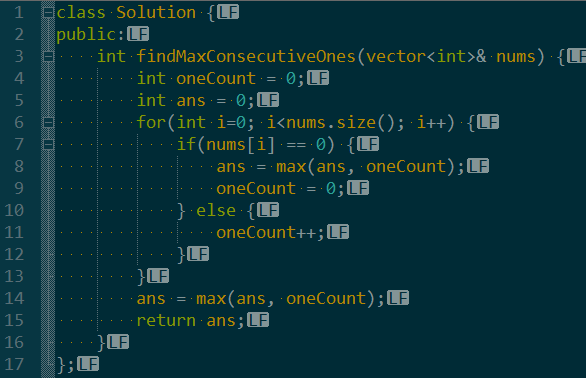 1 class Solution {LF
2 public:LF
3     int findMaxConsecutiveOnes(vector<int>& nums) {LF
4         int oneCount = 0;LF
5         int ans = 0;LF
6         for(int i=0; i<nums.size(); i++) {LF
7             if(nums[i] == 0) {LF
8                 ans = max(ans, oneCount);LF
9                 oneCount = 0;LF
10             } else {LF
11                 oneCount++;LF
12             }LF
13         }LF
14         ans = max(ans, oneCount);LF
15         return ans;LF
16     }LF
17 };LF